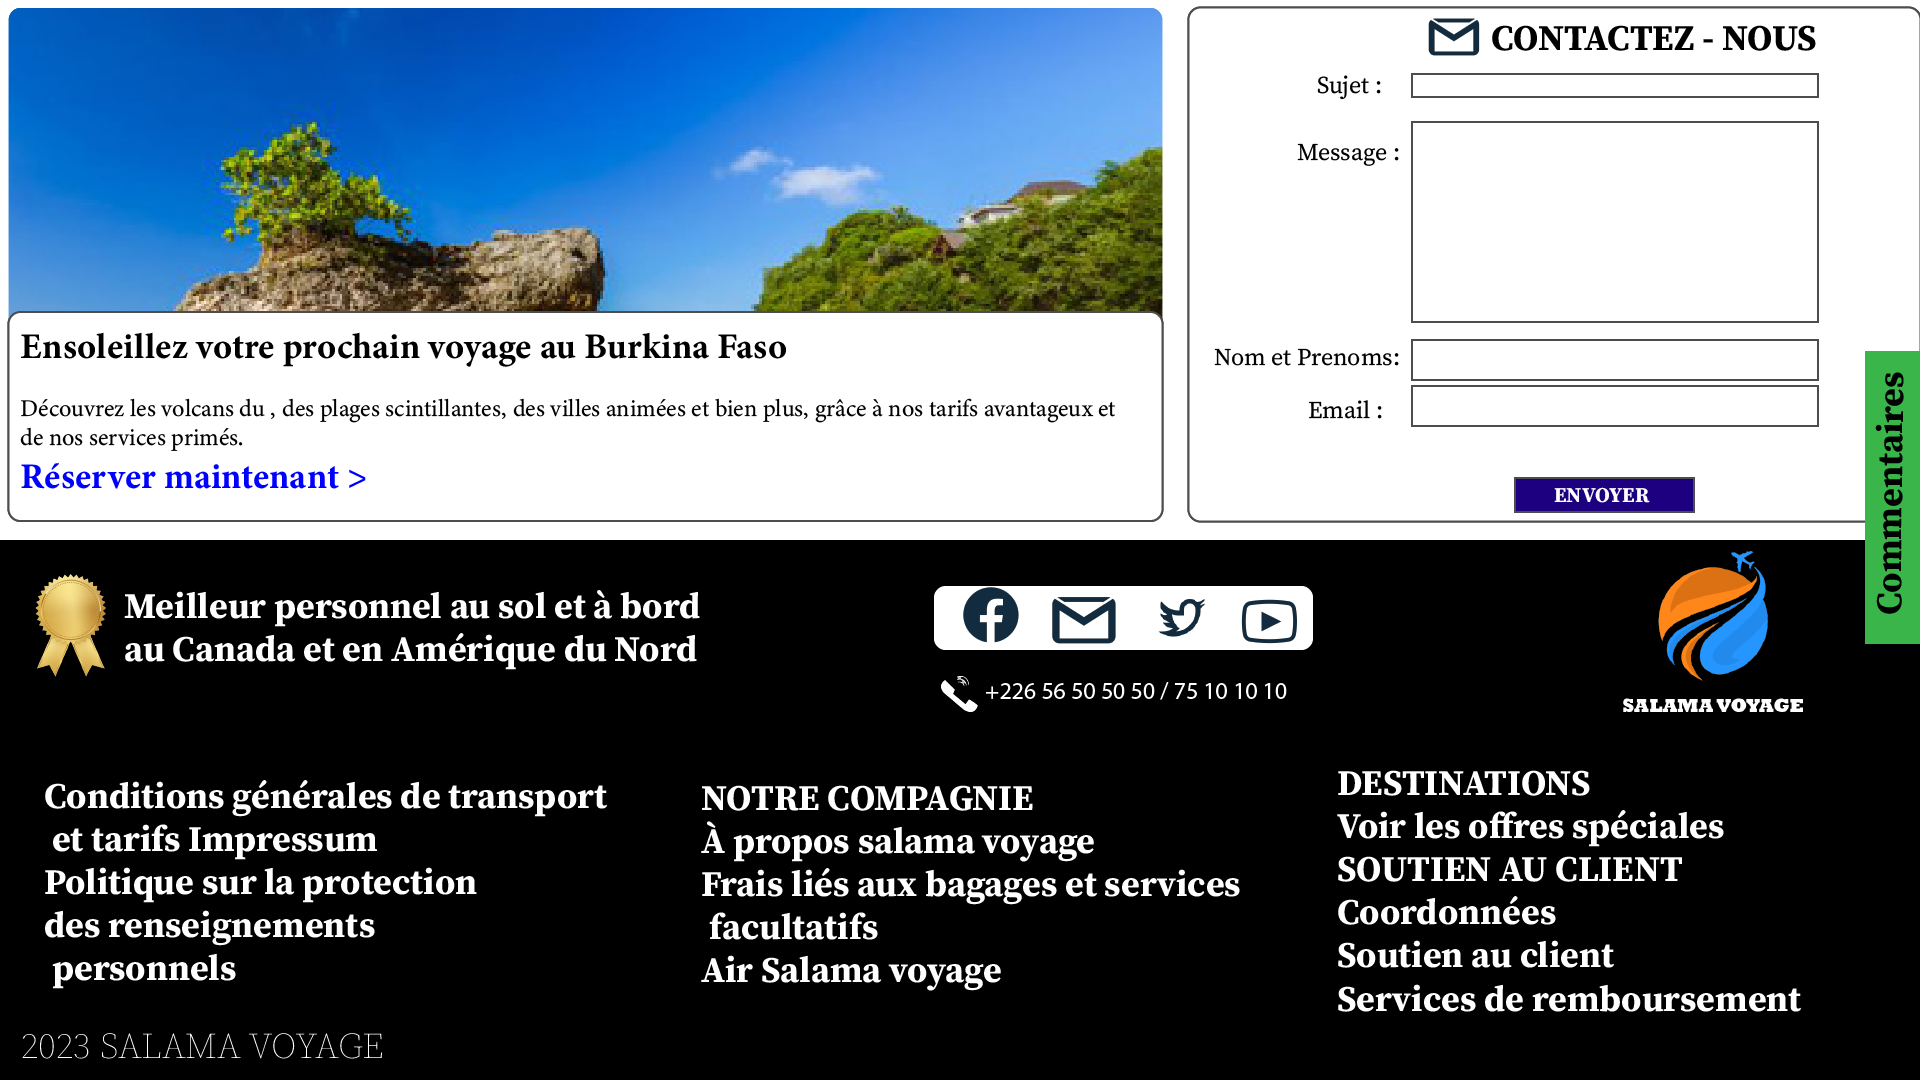 Ensoleillez votre prochain voyage au Burkina Faso
Découvrez les volcans du , des plages scintillantes, des villes animées et bien plus, grâce à nos tarifs avantageux et
de nos services primés.
Réserver maintenant >
CONTACTEZ - NOUS
Sujet :
Message :
Nom et Prenoms:
Email :
ENVOYER
Commentaires
Meilleur personnel au sol et à bord
au Canada et en Amérique du Nord
+226 56 50 50 50 / 75 10 10 10
SALAMA VOYAGE
Conditions générales de transport
et tarifs Impressum
Politique sur la protection
des renseignements
personnels
NOTRE COMPAGNIE
À propos salama voyage
Frais liés aux bagages et services
facultatifs
Air Salama voyage
DESTINATIONS
Voir les offres spéciales
SOUTIEN AU CLIENT
Coordonnées
Soutien au client
Services de remboursement
2023 SALAMA VOYAGE